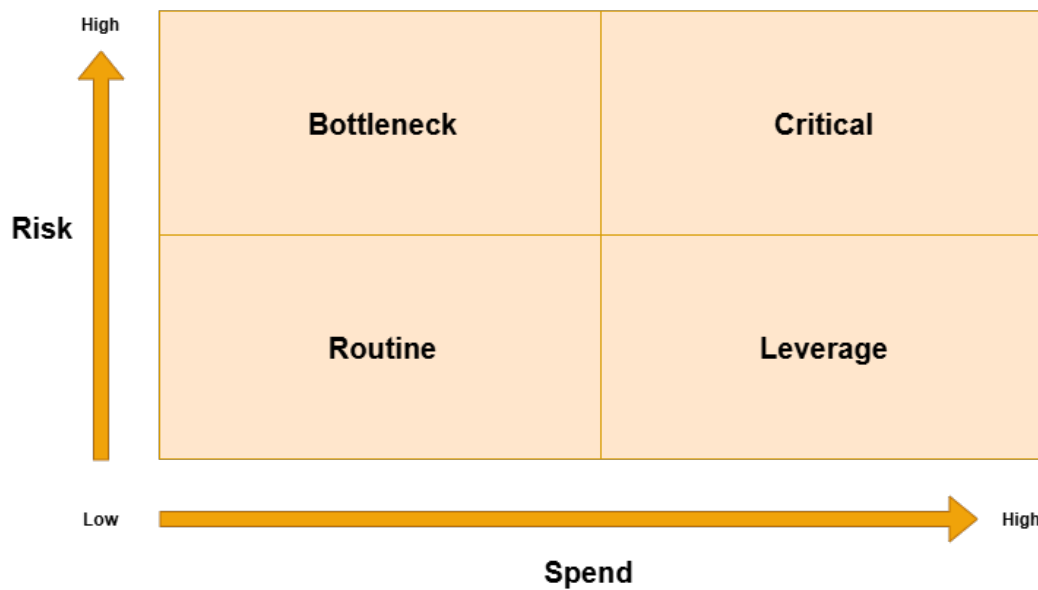 High
Bottleneck
Critical
Risk
Routine
Leverage
Low
High
Spend